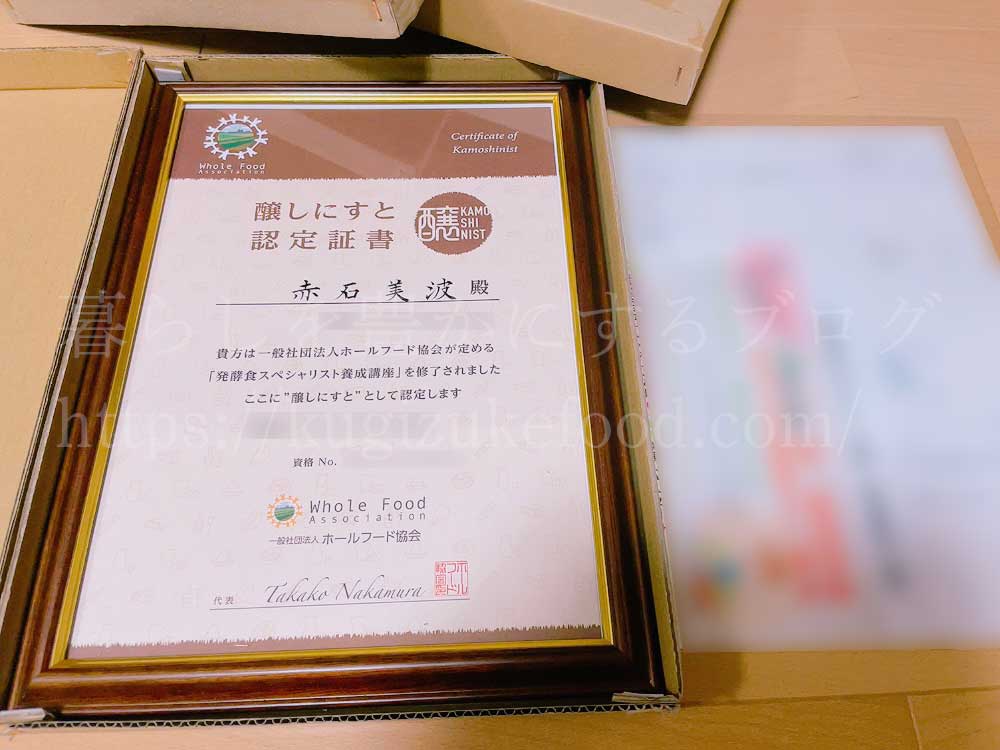 Certificate of
Kamoshinist
Whole Food
Association
醸しにすと
認定証書
醸
KAMO
SHI
NIST
赤石美波 殿
貴方は一般社団法人ホールフード協会が定める
「発酵食スペシャリスト養成講座」を修了されました
ここに”醸しにすと”として認定します
資格 No.
Whole Food
Association
一般社団法人 ホールフード協会
代表 Takako Nakamura
暮らしを豊かにするブログ
https://kugizukefood.com/